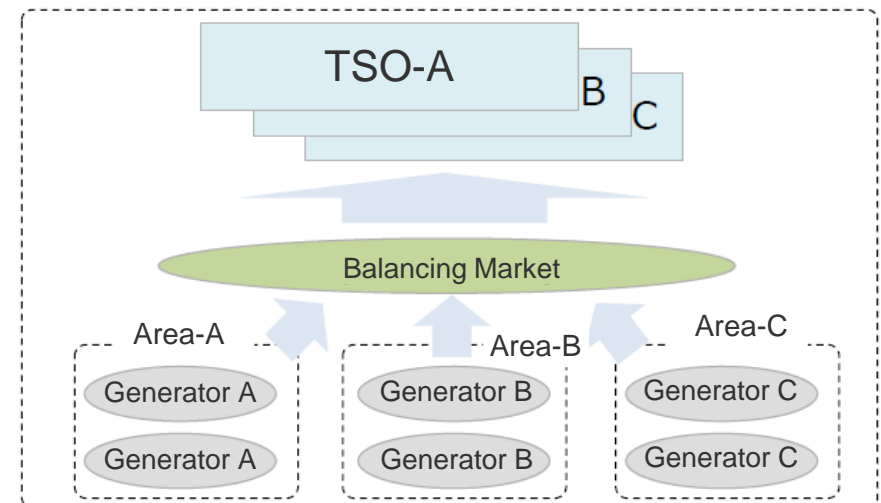 TSO-A
B
C
Balancing Market
Area-A
Area-B
Area-C
Generator A
Generator B
Generator C
Generator A
Generator B
Generator C